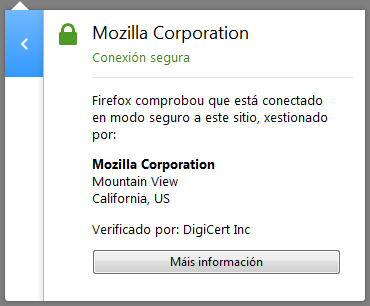 Mozilla Corporation
Conexión segura
Firefox comprobou que está conectado
en modo seguro a este sitio, xestionado
por:
Mozilla Corporation
Mountain View
California, US
Verificado por: DigiCert Inc
Máis información